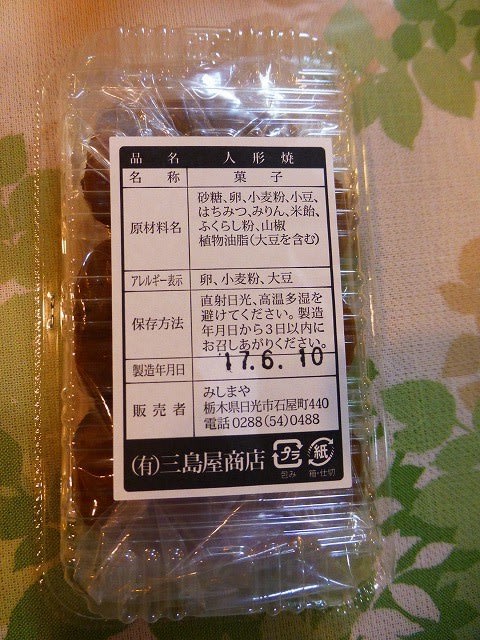 品名 人形焼
名称 菓子
原材料名 砂糖、卵、小麦粉、小豆、
はちみつ、みりん、米飴、
ふくらし粉、山椒
植物油脂(大豆を含む)
アレルギー表示 卵、小麦粉、大豆
保存方法 直射日光、高温多湿を
避けてください。製造
年月日から3日以内に
お召しあがりください。
製造年月日 17.6.10
販売者 みしまや
栃木県日光市石屋町440
電話0288(54)0488
(有)三島屋商店 プラ 紙
包み 箱・仕切